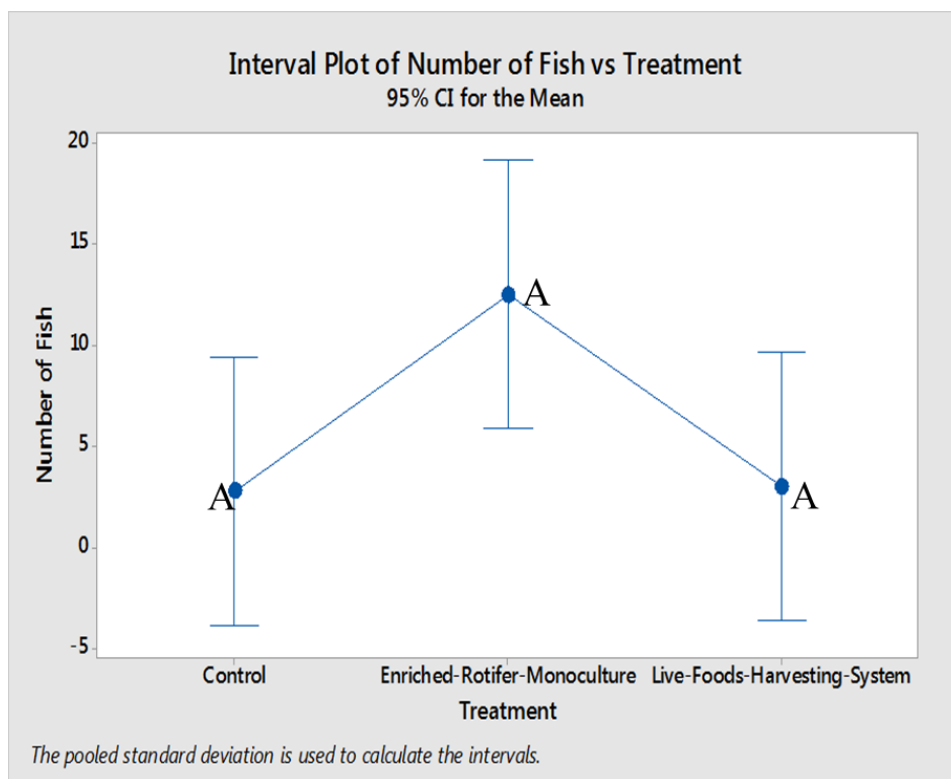 Interval Plot of Number of Fish vs Treatment
95% CI for the Mean
20
15
10
5
0
-5
Number of Fish
A
A
A
Control
Enriched-Rotifer-Monoculture
Live-Foods-Harvesting-System
Treatment
The pooled standard deviation is used to calculate the intervals.